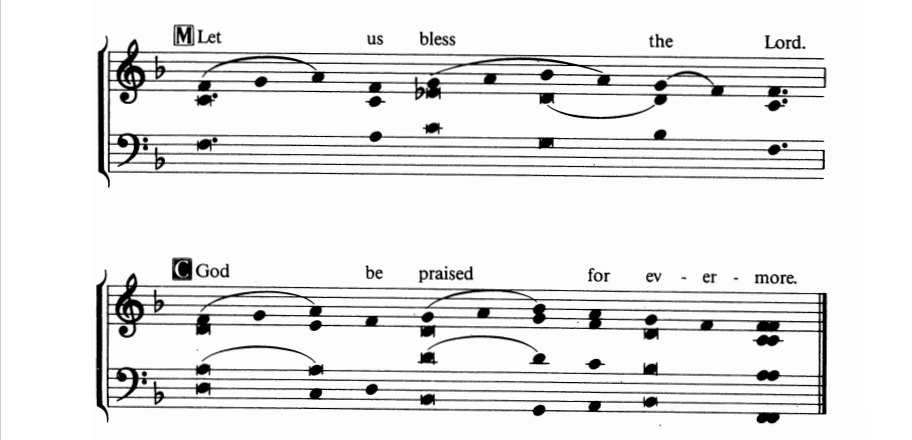 M Let us bless the Lord.
C God be praised for ev - er - more.